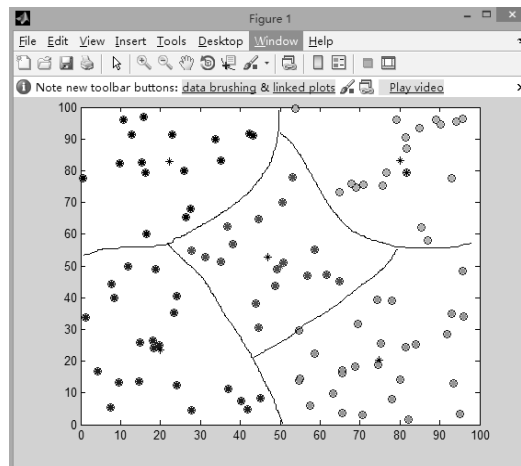 Figure 1
File Edit View Insert Tools Desktop Window Help
Note new toolbar buttons: data brushing & linked plots Play video
100
90
80
70
60
50
40
30
20
10
0
0 10 20 30 40 50 60 70 80 90 100